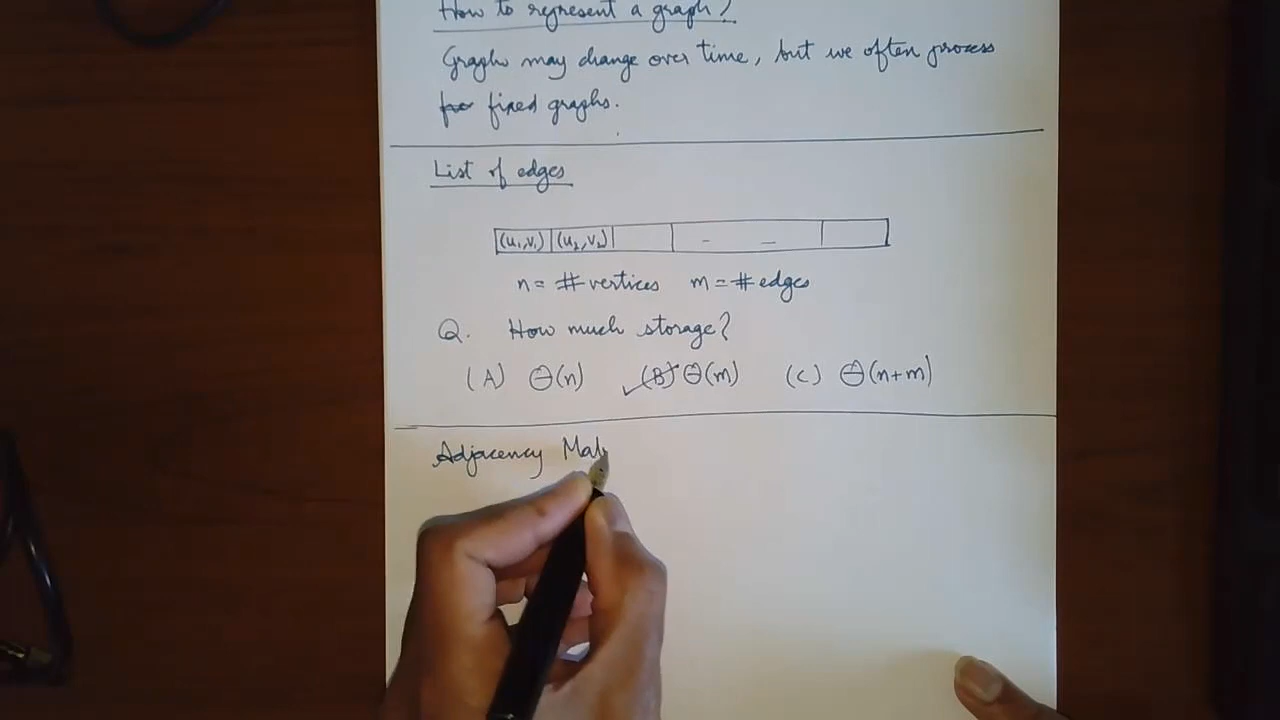 How to represent a graph?
Graphs may change over time, but we often process
fixed graphs.
List of edges
(u₁,v₁) (u₂,v₂) _ _
n = # vertices m = # edges
Q. How much storage?
(A) Θ(n) ✓(B) Θ(m) (C) Θ(n+m)
Adjacency Mat